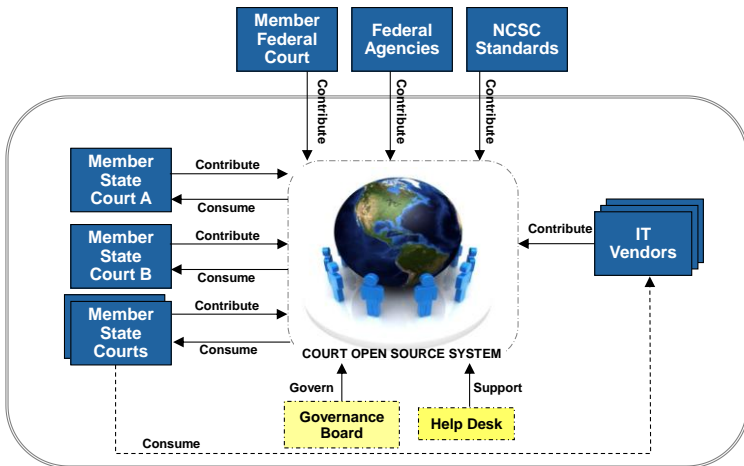 Member
Federal
Court
Federal
Agencies
NCSC
Standards
Contribute
Contribute
Contribute
Member
State
Court A
Contribute
Consume
Member
State
Court B
Contribute
Consume
Member
State
Courts
Contribute
Consume
Contribute
IT
Vendors
COURT OPEN SOURCE SYSTEM
Govern
Support
Governance
Board
Help Desk
Consume